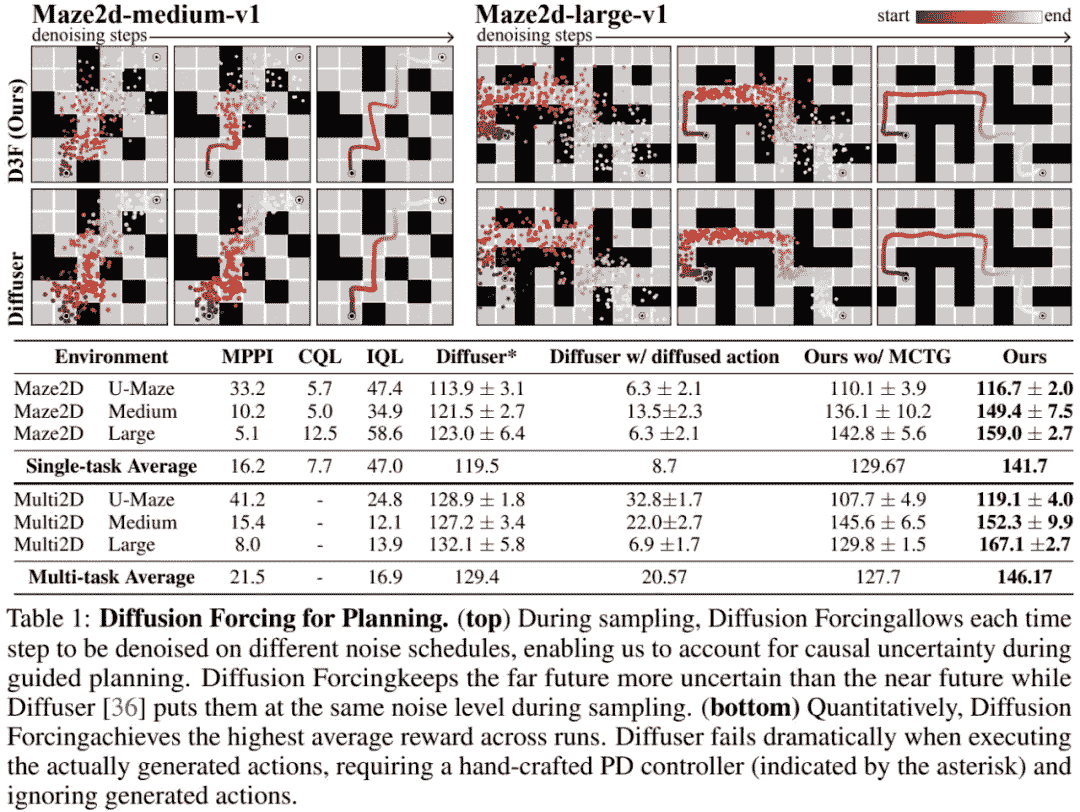 Maze2d-medium-v1 Maze2d-large-v1 start end
denoising steps denoising steps
D3F (Ours)
Diffuser
Environment MPPI CQL IQL Diffuser* Diffuser w/ diffused action Ours wo/ MCTG Ours
Maze2D U-Maze 33.2 5.7 47.4 113.9 ± 3.1 6.3 ± 2.1 110.1 ± 3.9 116.7 ± 2.0
Maze2D Medium 10.2 5.0 34.9 121.5 ± 2.7 13.5±2.3 136.1 ± 10.2 149.4 ± 7.5
Maze2D Large 5.1 12.5 58.6 123.0 ± 6.4 6.3 ±2.1 142.8 ± 5.6 159.0 ± 2.7
Single-task Average 16.2 7.7 47.0 119.5 8.7 129.67 141.7
Multi2D U-Maze 41.2 - 24.8 128.9 ± 1.8 32.8±1.7 107.7 ± 4.9 119.1 ± 4.0
Multi2D Medium 15.4 - 12.1 127.2 ± 3.4 22.0±2.7 145.6 ± 6.5 152.3 ± 9.9
Multi2D Large 8.0 - 13.9 132.1 ± 5.8 6.9 ±1.7 129.8 ± 1.5 167.1 ±2.7
Multi-task Average 21.5 - 16.9 129.4 20.57 127.7 146.17
Table 1: Diffusion Forcing for Planning. (top) During sampling, Diffusion Forcingallows each time
step to be denoised on different noise schedules, enabling us to account for causal uncertainty during
guided planning. Diffusion Forcingkeeps the far future more uncertain than the near future while
Diffuser [36] puts them at the same noise level during sampling. (bottom) Quantitatively, Diffusion
Forcingachieves the highest average reward across runs. Diffuser fails dramatically when executing
the actually generated actions, requiring a hand-crafted PD controller (indicated by the asterisk) and
ignoring generated actions.